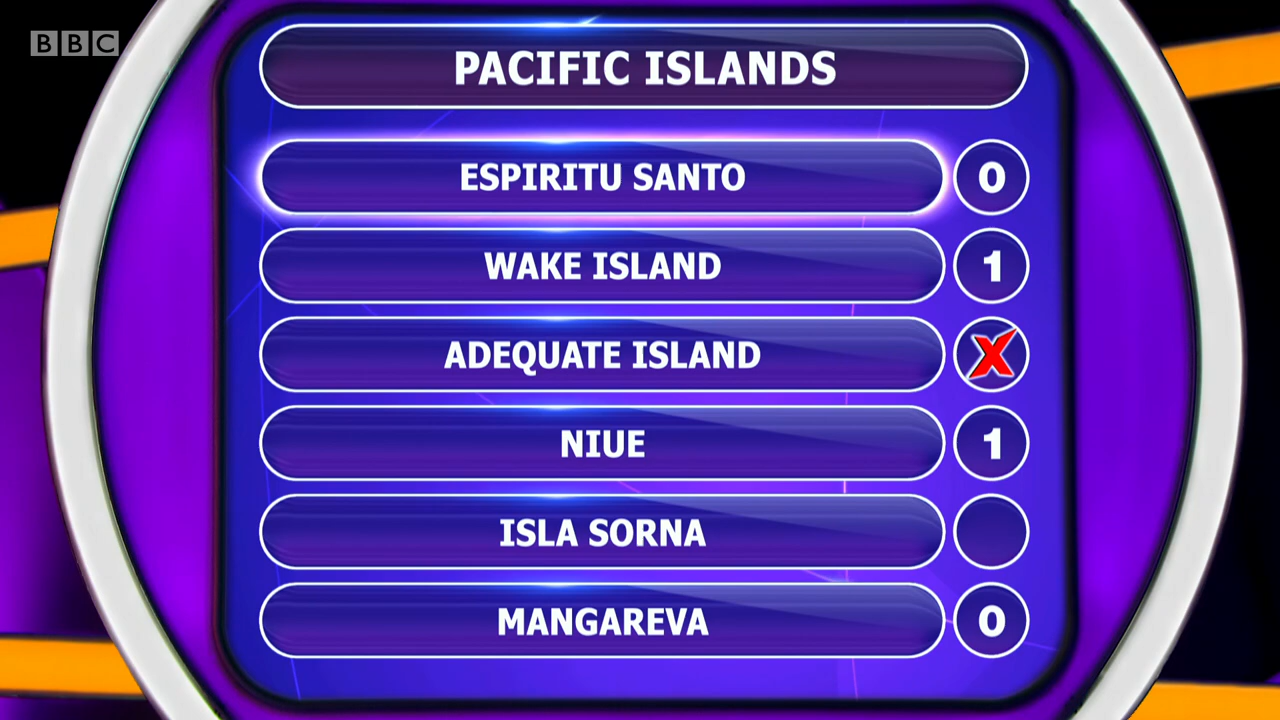 BBC
PACIFIC ISLANDS
ESPIRITU SANTO 0
WAKE ISLAND 1
ADEQUATE ISLAND X
NIUE 1
ISLA SORNA
MANGAREVA 0